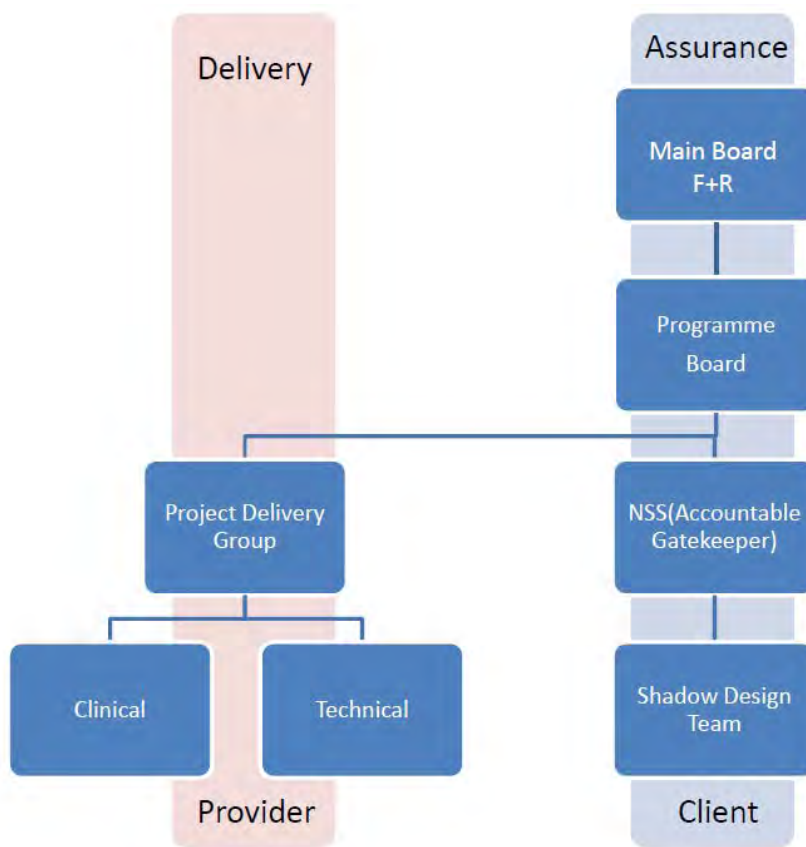 Delivery
Assurance
Main Board
F+R
Programme
Board
Project Delivery
Group
NSS(Accountable
Gatekeeper)
Clinical
Technical
Shadow Design
Team
Provider
Client